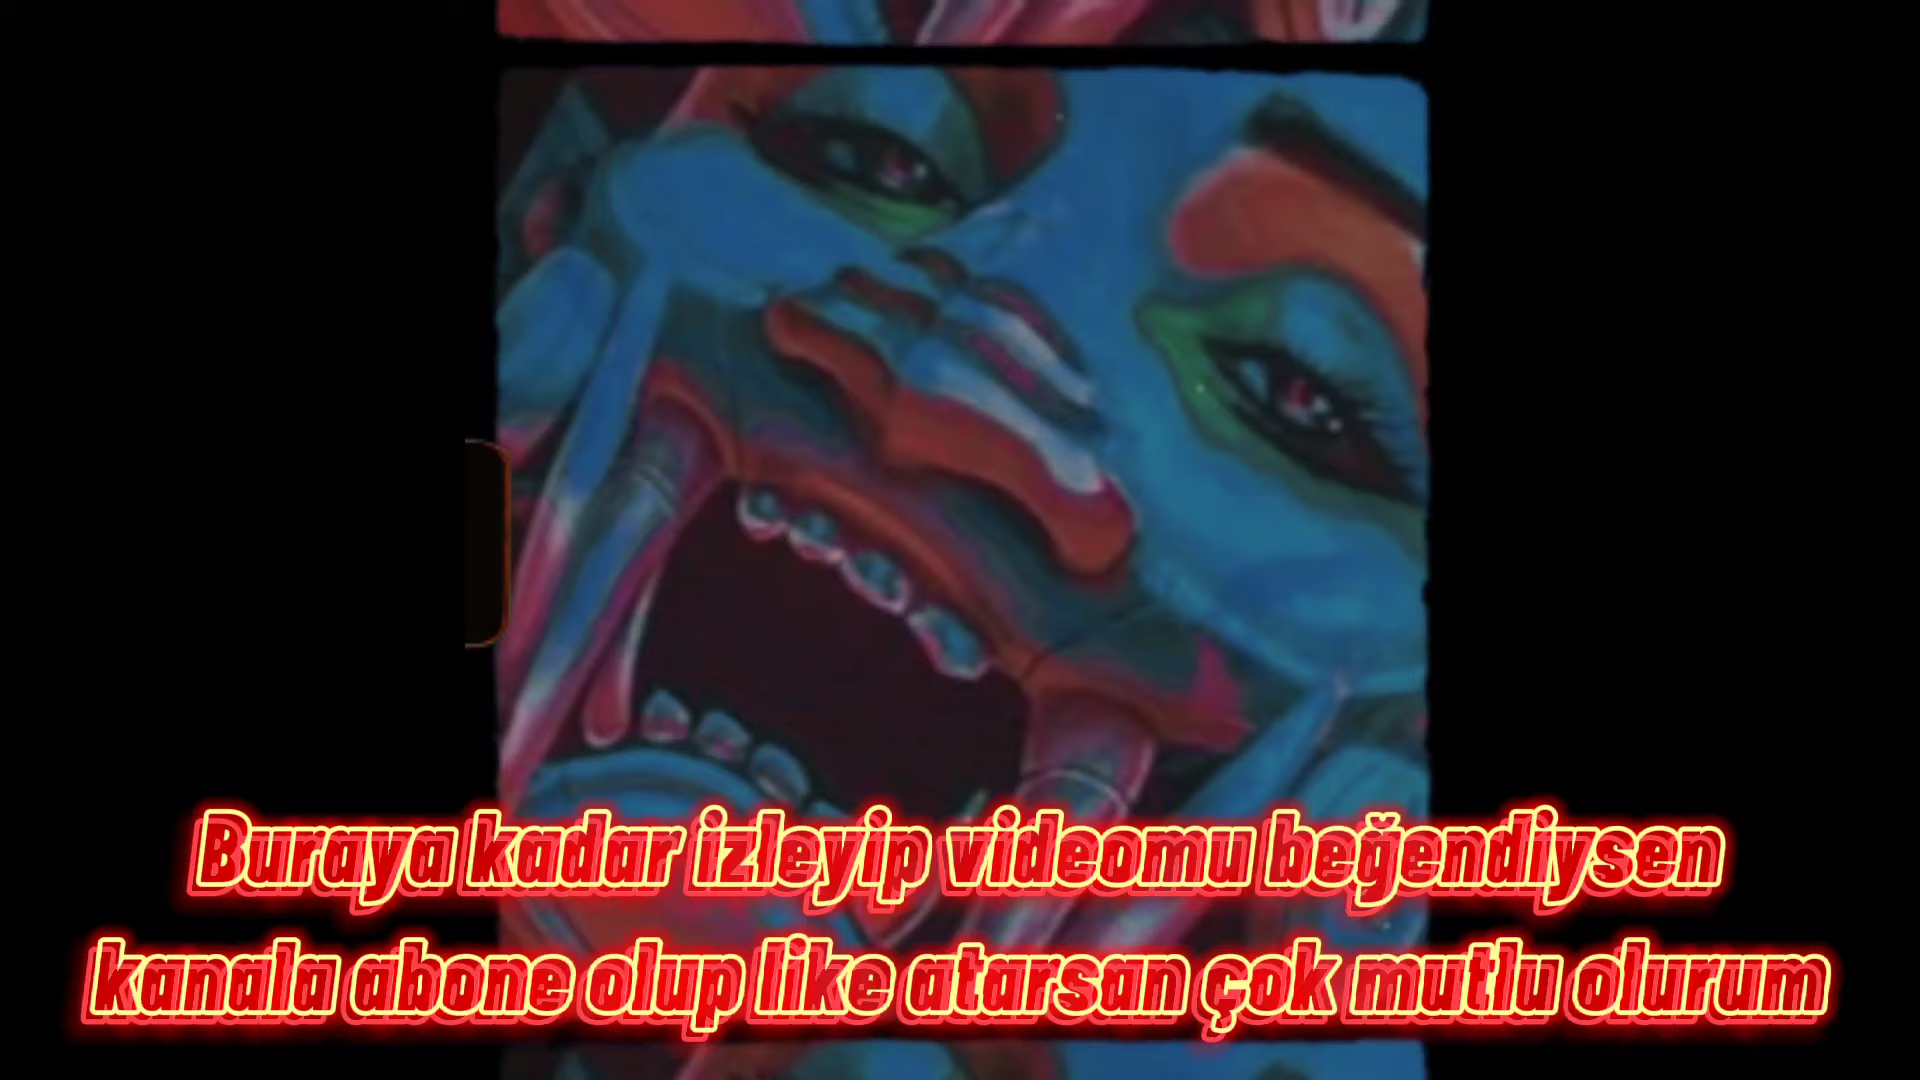 Buraya kadar izleyip videomu beğendiysen
kanala abone olup like atarsan çok mutlu olurum